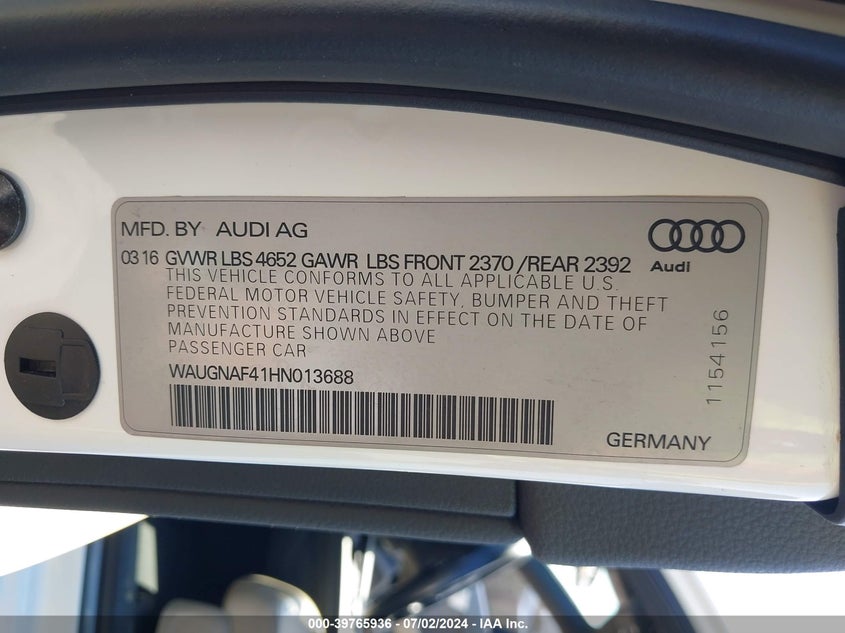 MFD. BY AUDI AG
Audi
03 16 GVWR LBS 4652 GAWR LBS FRONT 2370 /REAR 2392
THIS VEHICLE CONFORMS TO ALL APPLICABLE U.S.
FEDERAL MOTOR VEHICLE SAFETY, BUMPER AND THEFT
PREVENTION STANDARDS IN EFFECT ON THE DATE OF
MANUFACTURE SHOWN ABOVE
PASSENGER CAR
WAUGNAF41HN013688
1154156
GERMANY
000-39765936 - 07/02/2024 - IAA Inc.